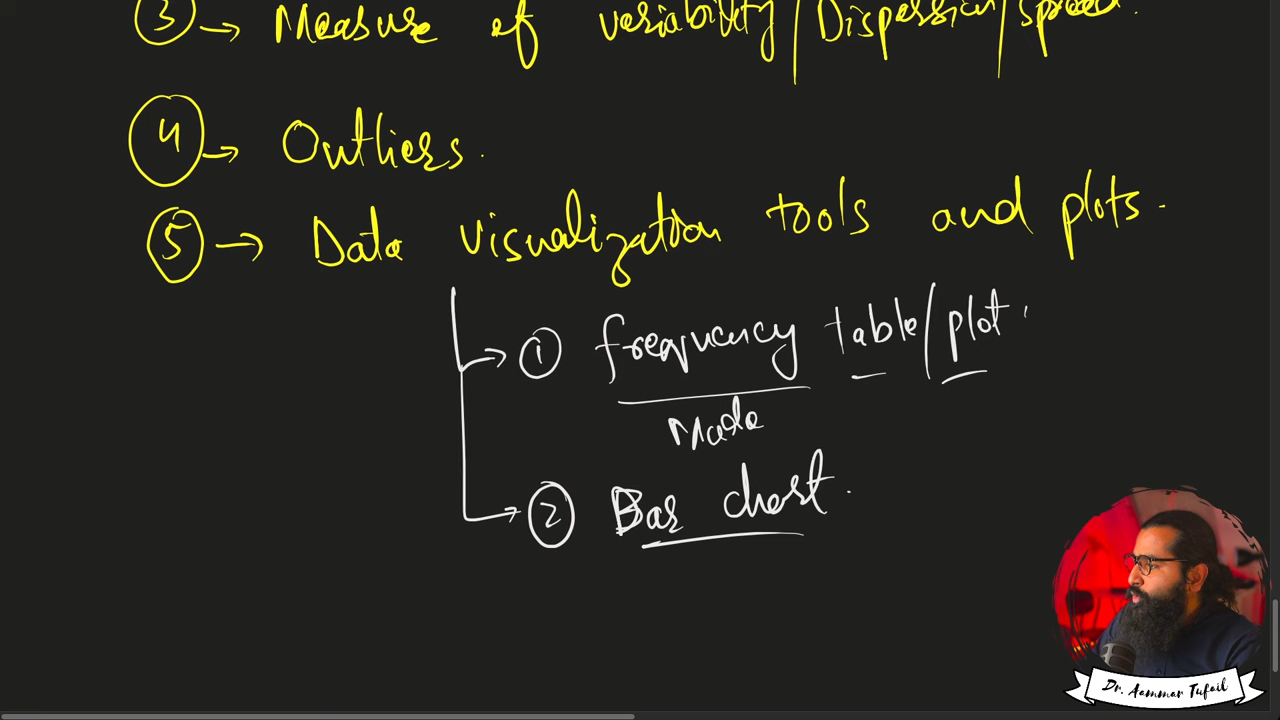 3 → Measure of variability/Dispersion/spread.
4 → Outliers.
5 → Data visualization tools and plots.
→ 1 frequency table/plot.
Mode
→ 2 Bar chart.
Dr. Aammar Tufail